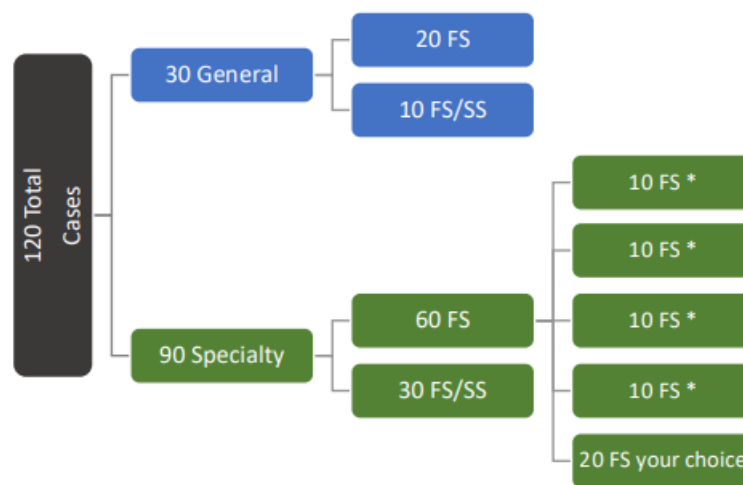 120 Total
Cases
30 General
20 FS
10 FS/SS
90 Specialty
60 FS
30 FS/SS
10 FS *
10 FS *
10 FS *
10 FS *
20 FS your choice